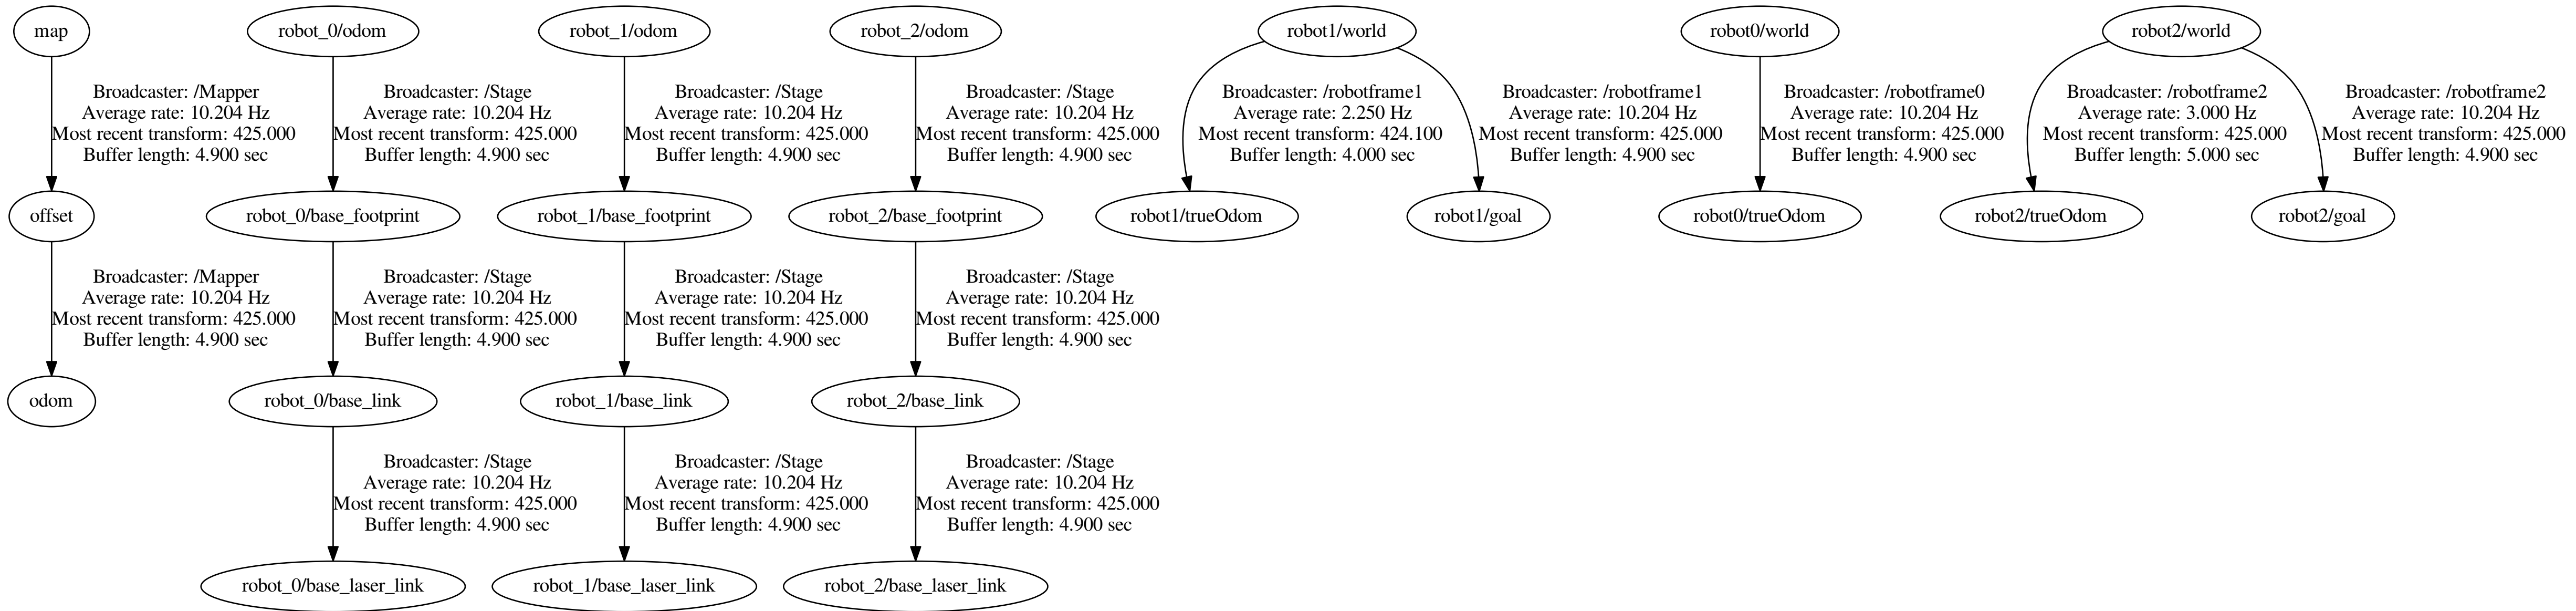 map
robot_0/odom
robot_1/odom
robot_2/odom
robot1/world
robot0/world
robot2/world
Broadcaster: /Mapper
Average rate: 10.204 Hz
Most recent transform: 425.000
Buffer length: 4.900 sec
Broadcaster: /Stage
Average rate: 10.204 Hz
Most recent transform: 425.000
Buffer length: 4.900 sec
Broadcaster: /Stage
Average rate: 10.204 Hz
Most recent transform: 425.000
Buffer length: 4.900 sec
Broadcaster: /Stage
Average rate: 10.204 Hz
Most recent transform: 425.000
Buffer length: 4.900 sec
Broadcaster: /robotframe1
Average rate: 2.250 Hz
Most recent transform: 424.100
Buffer length: 4.000 sec
Broadcaster: /robotframe1
Average rate: 10.204 Hz
Most recent transform: 425.000
Buffer length: 4.900 sec
Broadcaster: /robotframe0
Average rate: 10.204 Hz
Most recent transform: 425.000
Buffer length: 4.900 sec
Broadcaster: /robotframe2
Average rate: 3.000 Hz
Most recent transform: 425.000
Buffer length: 5.000 sec
Broadcaster: /robotframe2
Average rate: 10.204 Hz
Most recent transform: 425.000
Buffer length: 4.900 sec
offset
robot_0/base_footprint
robot_1/base_footprint
robot_2/base_footprint
robot1/trueOdom
robot1/goal
robot0/trueOdom
robot2/trueOdom
robot2/goal
Broadcaster: /Mapper
Average rate: 10.204 Hz
Most recent transform: 425.000
Buffer length: 4.900 sec
Broadcaster: /Stage
Average rate: 10.204 Hz
Most recent transform: 425.000
Buffer length: 4.900 sec
Broadcaster: /Stage
Average rate: 10.204 Hz
Most recent transform: 425.000
Buffer length: 4.900 sec
Broadcaster: /Stage
Average rate: 10.204 Hz
Most recent transform: 425.000
Buffer length: 4.900 sec
odom
robot_0/base_link
robot_1/base_link
robot_2/base_link
Broadcaster: /Stage
Average rate: 10.204 Hz
Most recent transform: 425.000
Buffer length: 4.900 sec
Broadcaster: /Stage
Average rate: 10.204 Hz
Most recent transform: 425.000
Buffer length: 4.900 sec
Broadcaster: /Stage
Average rate: 10.204 Hz
Most recent transform: 425.000
Buffer length: 4.900 sec
robot_0/base_laser_link
robot_1/base_laser_link
robot_2/base_laser_link